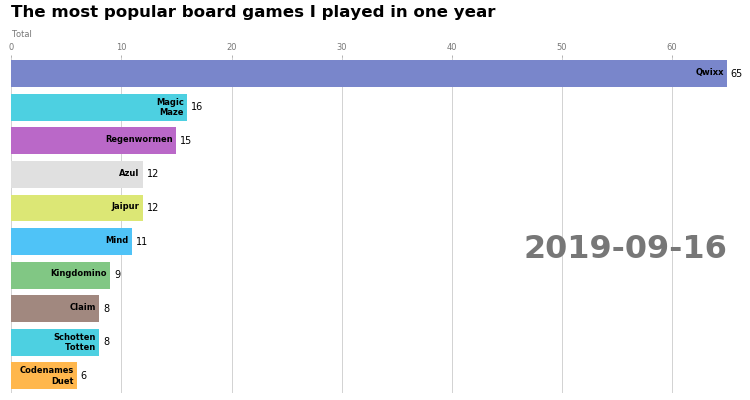 The most popular board games I played in one year
Total
0 10 20 30 40 50 60
Qwixx 65
Magic
Maze 16
Regenwormen 15
Azul 12
Jaipur 12
Mind 11
2019-09-16
Kingdomino 9
Claim 8
Schotten
Totten 8
Codenames
Duet 6